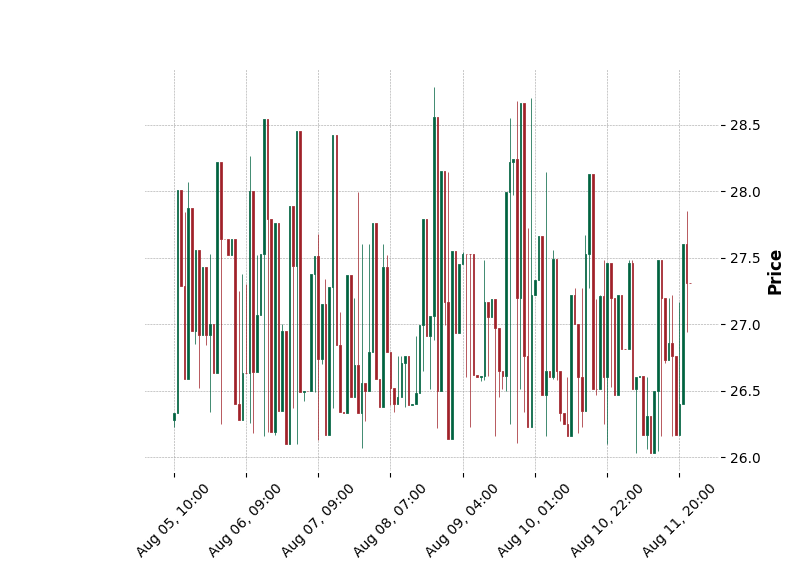 28.5
28.0
27.5
27.0
26.5
26.0
Price
Aug 05, 10:00
Aug 06, 09:00
Aug 07, 09:00
Aug 08, 07:00
Aug 09, 04:00
Aug 10, 01:00
Aug 10, 22:00
Aug 11, 20:00